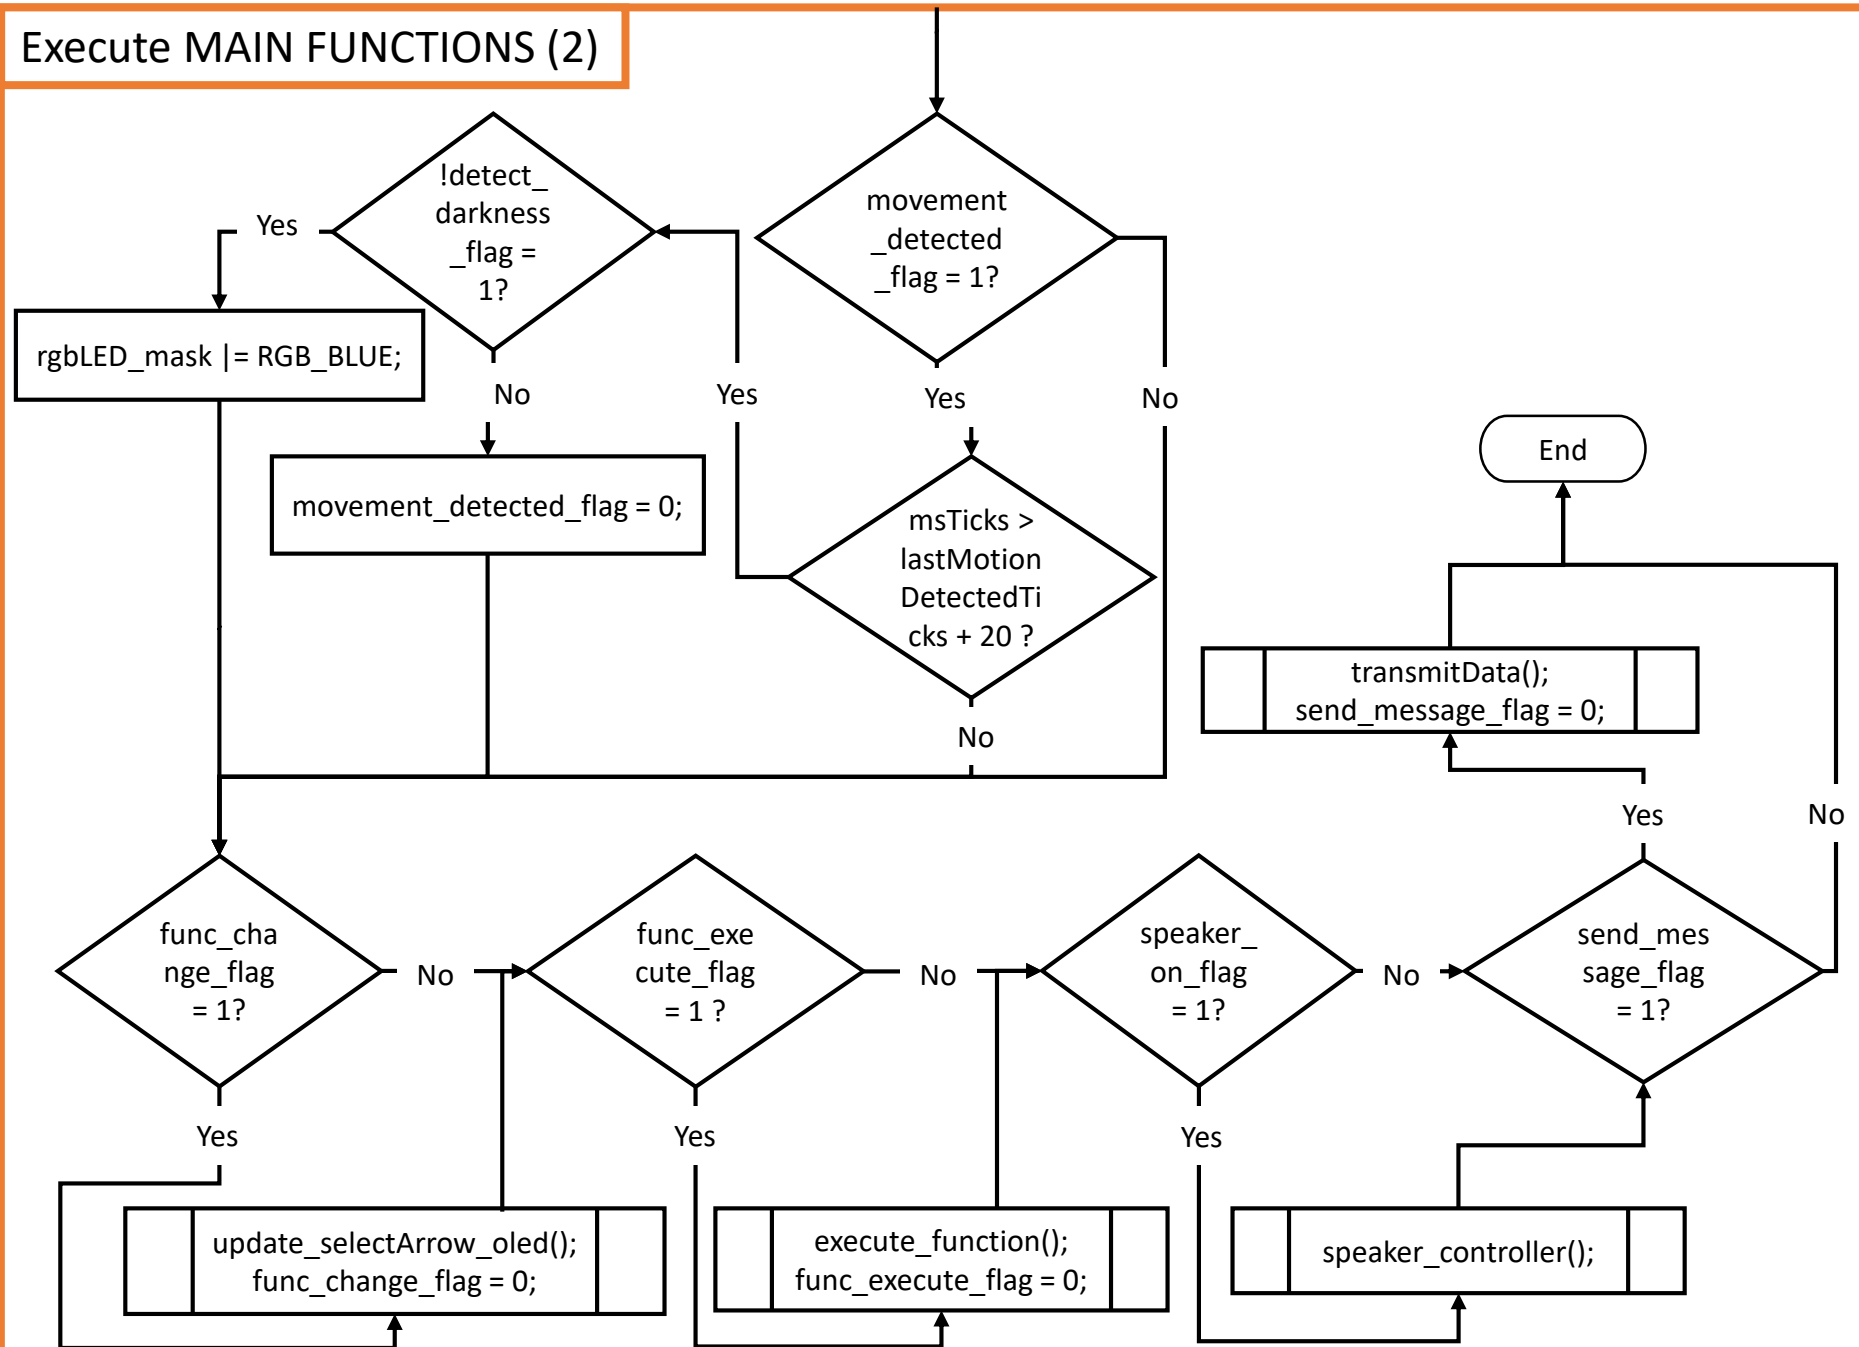 Execute MAIN FUNCTIONS (2)
!detect_
darkness
_flag =
1?
Yes
movement
_detected
_flag = 1?
rgbLED_mask |= RGB_BLUE;
No
Yes
Yes
No
movement_detected_flag = 0;
msTicks >
lastMotion
DetectedTi
cks + 20 ?
No
End
transmitData();
send_message_flag = 0;
Yes
No
func_cha
nge_flag
= 1?
No
func_exe
cute_flag
= 1 ?
No
speaker_
on_flag
= 1?
No
send_mes
sage_flag
= 1?
Yes
Yes
Yes
update_selectArrow_oled();
func_change_flag = 0;
execute_function();
func_execute_flag = 0;
speaker_controller();